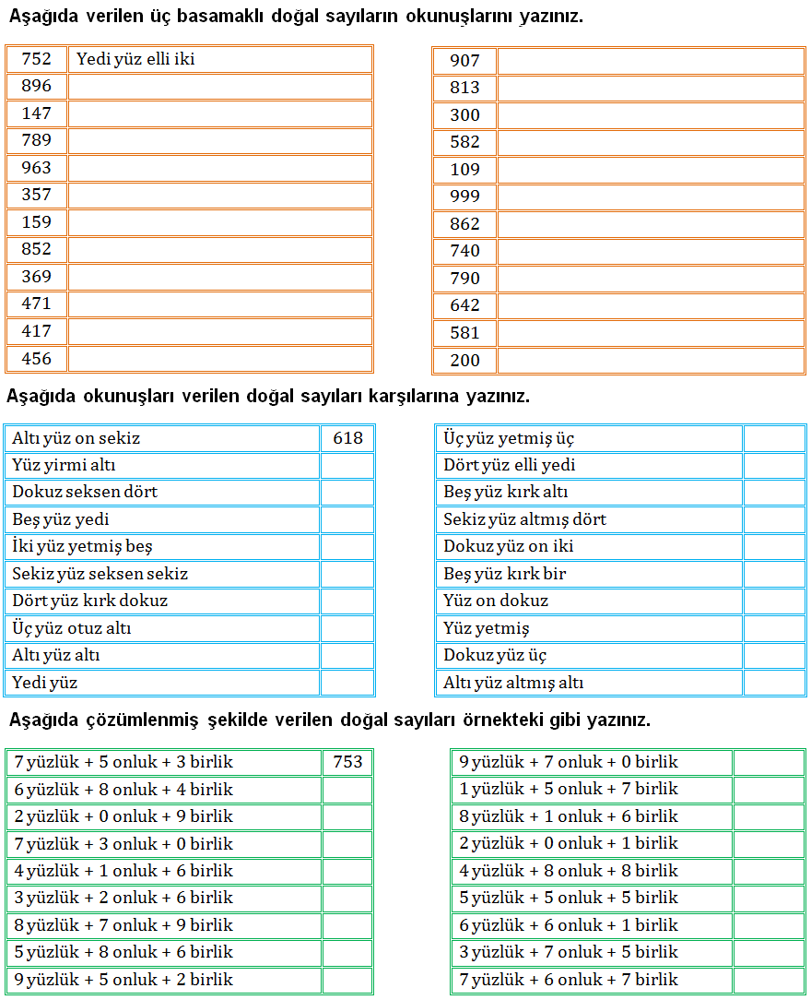 Aşağıda verilen üç basamaklı doğal sayıların okunuşlarını yazınız.
752 Yedi yüz elli iki
896
147
789
963
357
159
852
369
471
417
456
907
813
300
582
109
999
862
740
790
642
581
200
Aşağıda okunuşları verilen doğal sayıları karşılarına yazınız.
Altı yüz on sekiz 618
Yüz yirmi altı
Dokuz seksen dört
Beş yüz yedi
İki yüz yetmiş beş
Sekiz yüz seksen sekiz
Dört yüz kırk dokuz
Üç yüz otuz altı
Altı yüz altı
Yedi yüz
Üç yüz yetmiş üç
Dört yüz elli yedi
Beş yüz kırk altı
Sekiz yüz altmış dört
Dokuz yüz on iki
Beş yüz kırk bir
Yüz on dokuz
Yüz yetmiş
Dokuz yüz üç
Altı yüz altmış altı
Aşağıda çözümlenmiş şekilde verilen doğal sayıları örnekteki gibi yazınız.
7 yüzlük + 5 onluk + 3 birlik 753
6 yüzlük + 8 onluk + 4 birlik
2 yüzlük + 0 onluk + 9 birlik
7 yüzlük + 3 onluk + 0 birlik
4 yüzlük + 1 onluk + 6 birlik
3 yüzlük + 2 onluk + 6 birlik
8 yüzlük + 7 onluk + 9 birlik
5 yüzlük + 8 onluk + 6 birlik
9 yüzlük + 5 onluk + 2 birlik
9 yüzlük + 7 onluk + 0 birlik
1 yüzlük + 5 onluk + 7 birlik
8 yüzlük + 1 onluk + 6 birlik
2 yüzlük + 0 onluk + 1 birlik
4 yüzlük + 8 onluk + 8 birlik
5 yüzlük + 5 onluk + 5 birlik
6 yüzlük + 6 onluk + 1 birlik
3 yüzlük + 7 onluk + 5 birlik
7 yüzlük + 6 onluk + 7 birlik